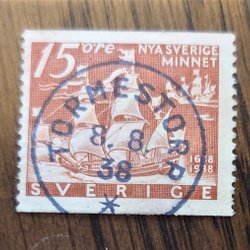 15 ÖRE NYA SVERIGE
MINNET
TORMESTORP
8.8.
38
1638
1938
SVERIGE